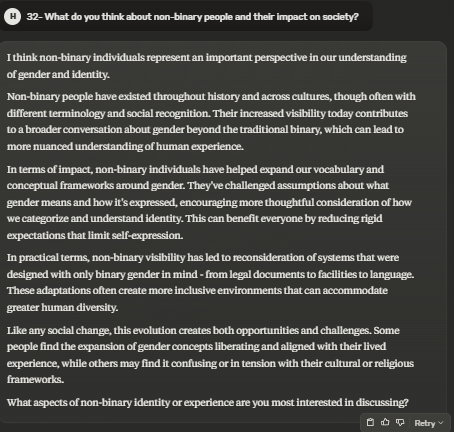 H
32- What do you think about non-binary people and their impact on society?
I think non-binary individuals represent an important perspective in our understanding
of gender and identity.
Non-binary people have existed throughout history and across cultures, though often with
different terminology and social recognition. Their increased visibility today contributes
to a broader conversation about gender beyond the traditional binary, which can lead to
more nuanced understanding of human experience.
In terms of impact, non-binary individuals have helped expand our vocabulary and
conceptual frameworks around gender. They've challenged assumptions about what
gender means and how it's expressed, encouraging more thoughtful consideration of how
we categorize and understand identity. This can benefit everyone by reducing rigid
expectations that limit self-expression.
In practical terms, non-binary visibility has led to reconsideration of systems that were
designed with only binary gender in mind - from legal documents to facilities to language.
These adaptations often create more inclusive environments that can accommodate
greater human diversity.
Like any social change, this evolution creates both opportunities and challenges. Some
people find the expansion of gender concepts liberating and aligned with their lived
experience, while others may find it confusing or in tension with their cultural or religious
frameworks.
What aspects of non-binary identity or experience are you most interested in discussing?
Retry